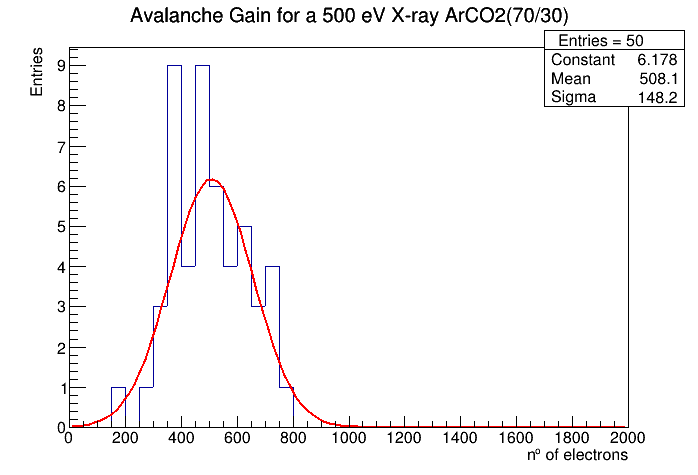 Avalanche Gain for a 500 eV X-ray ArCO2(70/30)
Entries = 50
Constant 6.178
Mean 508.1
Sigma 148.2
Entries
9
8
7
6
5
4
3
2
1
0
0 200 400 600 800 1000 1200 1400 1600 1800 2000
nº of electrons